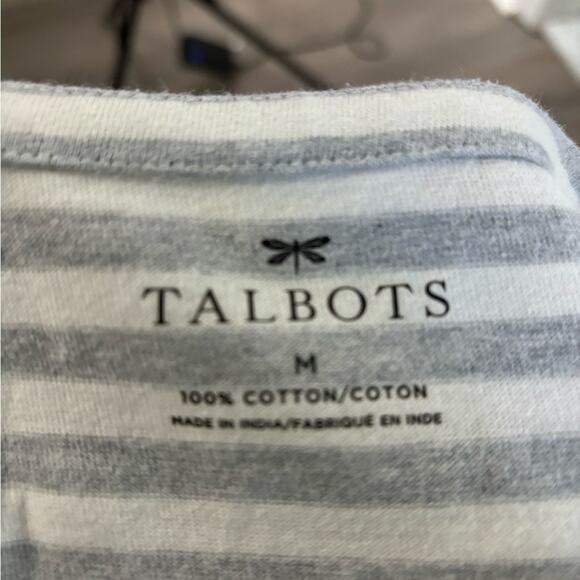 TALBOTS
M
100% COTTON/COTON
MADE IN INDIA/FABRIQUÉ EN INDE